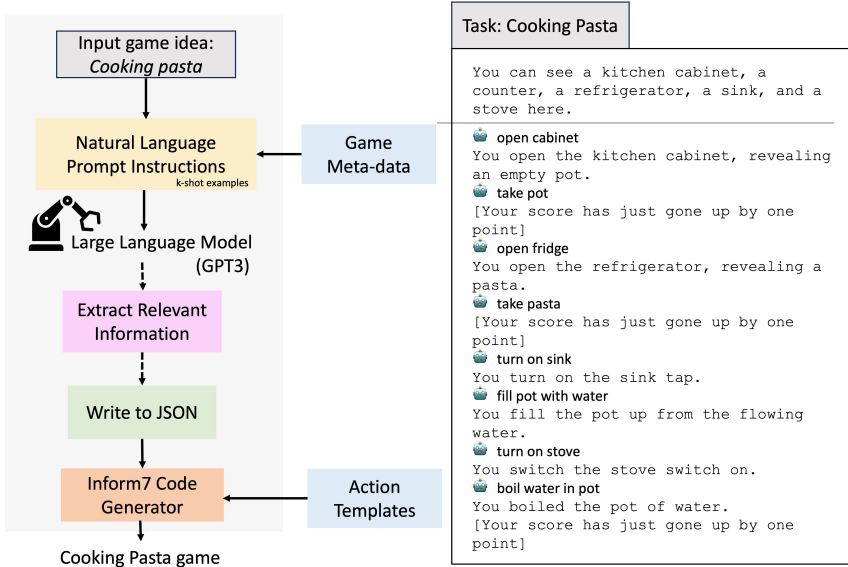 Input game idea:
Cooking pasta
Natural Language
Prompt Instructions
k-shot examples
Game
Meta-data
Large Language Model
(GPT3)
Extract Relevant
Information
Write to JSON
Inform7 Code
Generator
Action
Templates
Cooking Pasta game
Task: Cooking Pasta
You can see a kitchen cabinet, a
counter, a refrigerator, a sink, and a
stove here.
open cabinet
You open the kitchen cabinet, revealing
an empty pot.
take pot
[Your score has just gone up by one
point]
open fridge
You open the refrigerator, revealing a
pasta.
take pasta
[Your score has just gone up by one
point]
turn on sink
You turn on the sink tap.
fill pot with water
You fill the pot up from the flowing
water.
turn on stove
You switch the stove switch on.
boil water in pot
You boiled the pot of water.
[Your score has just gone up by one
point]